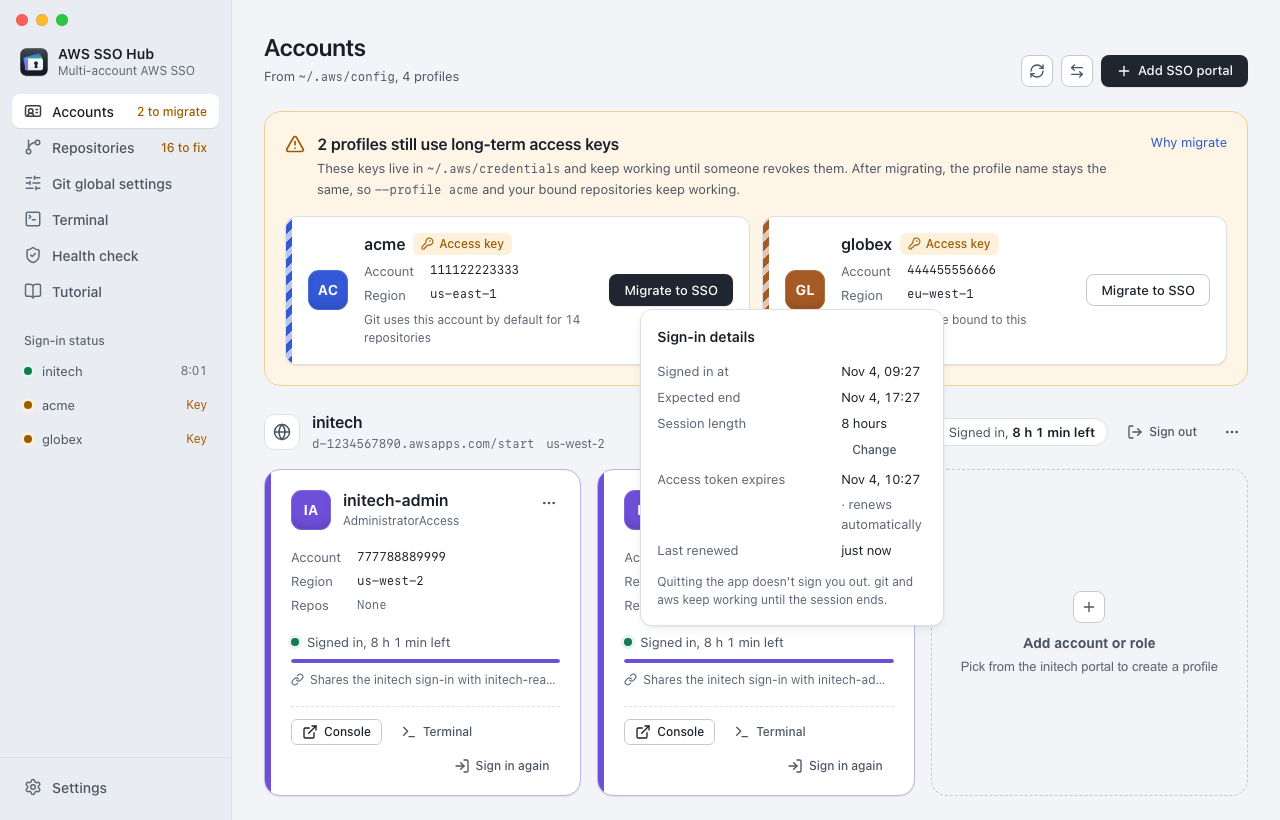 AWS SSO Hub
Multi-account AWS SSO
Accounts 2 to migrate
Repositories 16 to fix
Git global settings
Terminal
Health check
Tutorial
Sign-in status
initech 8:01
acme Key
globex Key
Settings
Accounts
From ~/.aws/config, 4 profiles
Add SSO portal
2 profiles still use long-term access keys
Why migrate
These keys live in ~/.aws/credentials and keep working until someone revokes them. After migrating, the profile name stays the
same, so --profile acme and your bound repositories keep working.
AC
acme Access key
Account 111122223333
Region us-east-1
Git uses this account by default for 14
repositories
Migrate to SSO
GL
globex Access key
Account 444455556666
Region eu-west-1
bound to this
Migrate to SSO
initech
d-1234567890.awsapps.com/start us-west-2
Signed in, 8 h 1 min left
Sign out
Sign-in details
Signed in at Nov 4, 09:27
Expected end Nov 4, 17:27
Session length 8 hours
Change
Access token expires Nov 4, 10:27
· renews
automatically
Last renewed just now
Quitting the app doesn’t sign you out. git and
aws keep working until the session ends.
IA
initech-admin
AdministratorAccess
Account 777788889999
Region us-west-2
Repos None
Signed in, 8 h 1 min left
Shares the initech sign-in with initech-rea...
Console
Terminal
Sign in again
Signed in, 8 h 1 min left
Shares the initech sign-in with initech-ad...
Console
Terminal
Sign in again
Add account or role
Pick from the initech portal to create a profile